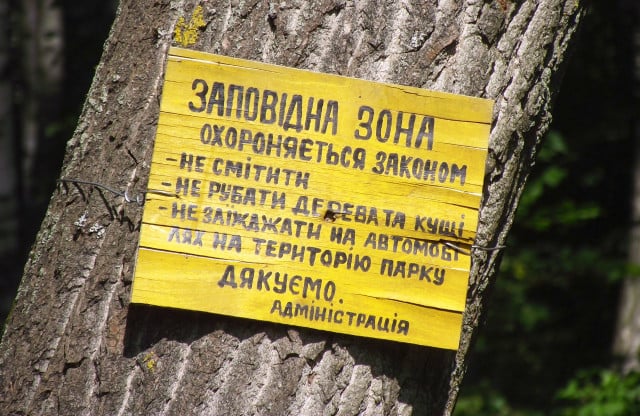 ЗАПОВІДНА ЗОНА
ОХОРОНЯЄТЬСЯ ЗАКОНОМ
-НЕ СМІТИТИ
-НЕ РУБАТИ ДЕРЕВА ТА КУЩІ
-НЕ ЗАЇЖАЖАТИ НА АВТОМОБІ
ЛЯХ НА ТЕРИТОРІЮ ПАРКУ
ДЯКУЄМО.
АДМІНІСТРАЦІЯ